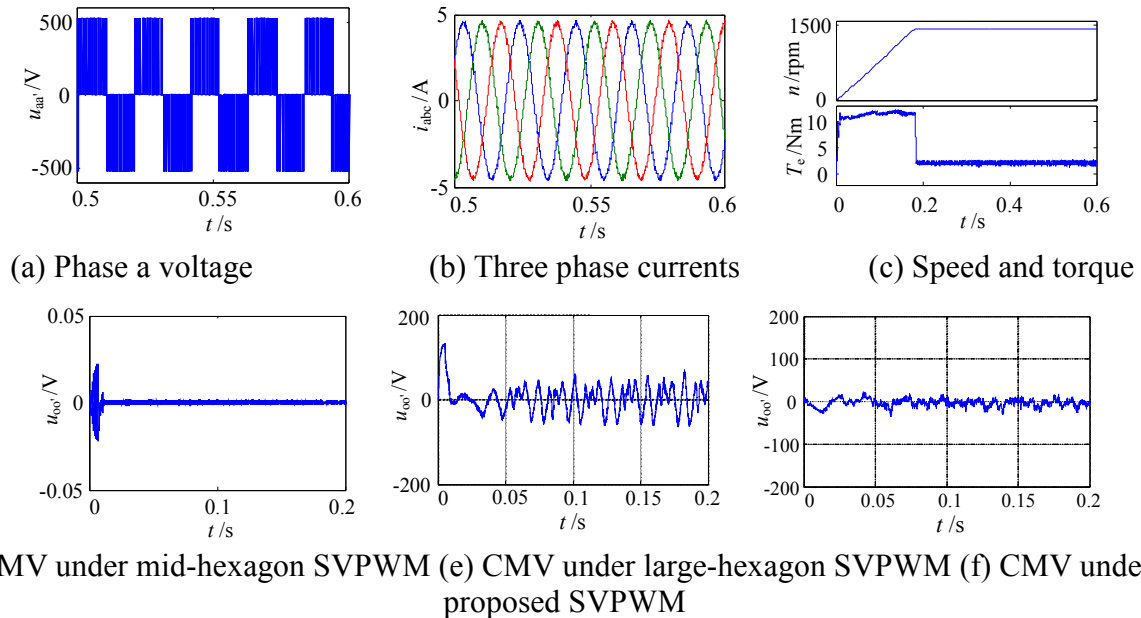 500
0
-500
u_aa' /V
0.5
0.55
0.6
t /s
(a) Phase a voltage
5
0
-5
i_abc /A
0.5
0.55
0.6
t /s
(b) Three phase currents
1500
0
n /rpm
10
5
0
T_e /Nm
0
0.2
0.4
0.6
t /s
(c) Speed and torque
0.05
0
-0.05
u_oo' /V
0
0.1
0.2
t /s
200
0
-200
u_oo' /V
0
0.05
0.1
0.15
0.2
t /s
200
100
0
-100
-200
u_oo' /V
0
0.05
0.1
0.15
0.2
t /s
MV under mid-hexagon SVPWM (e) CMV under large-hexagon SVPWM (f) CMV unde
proposed SVPWM